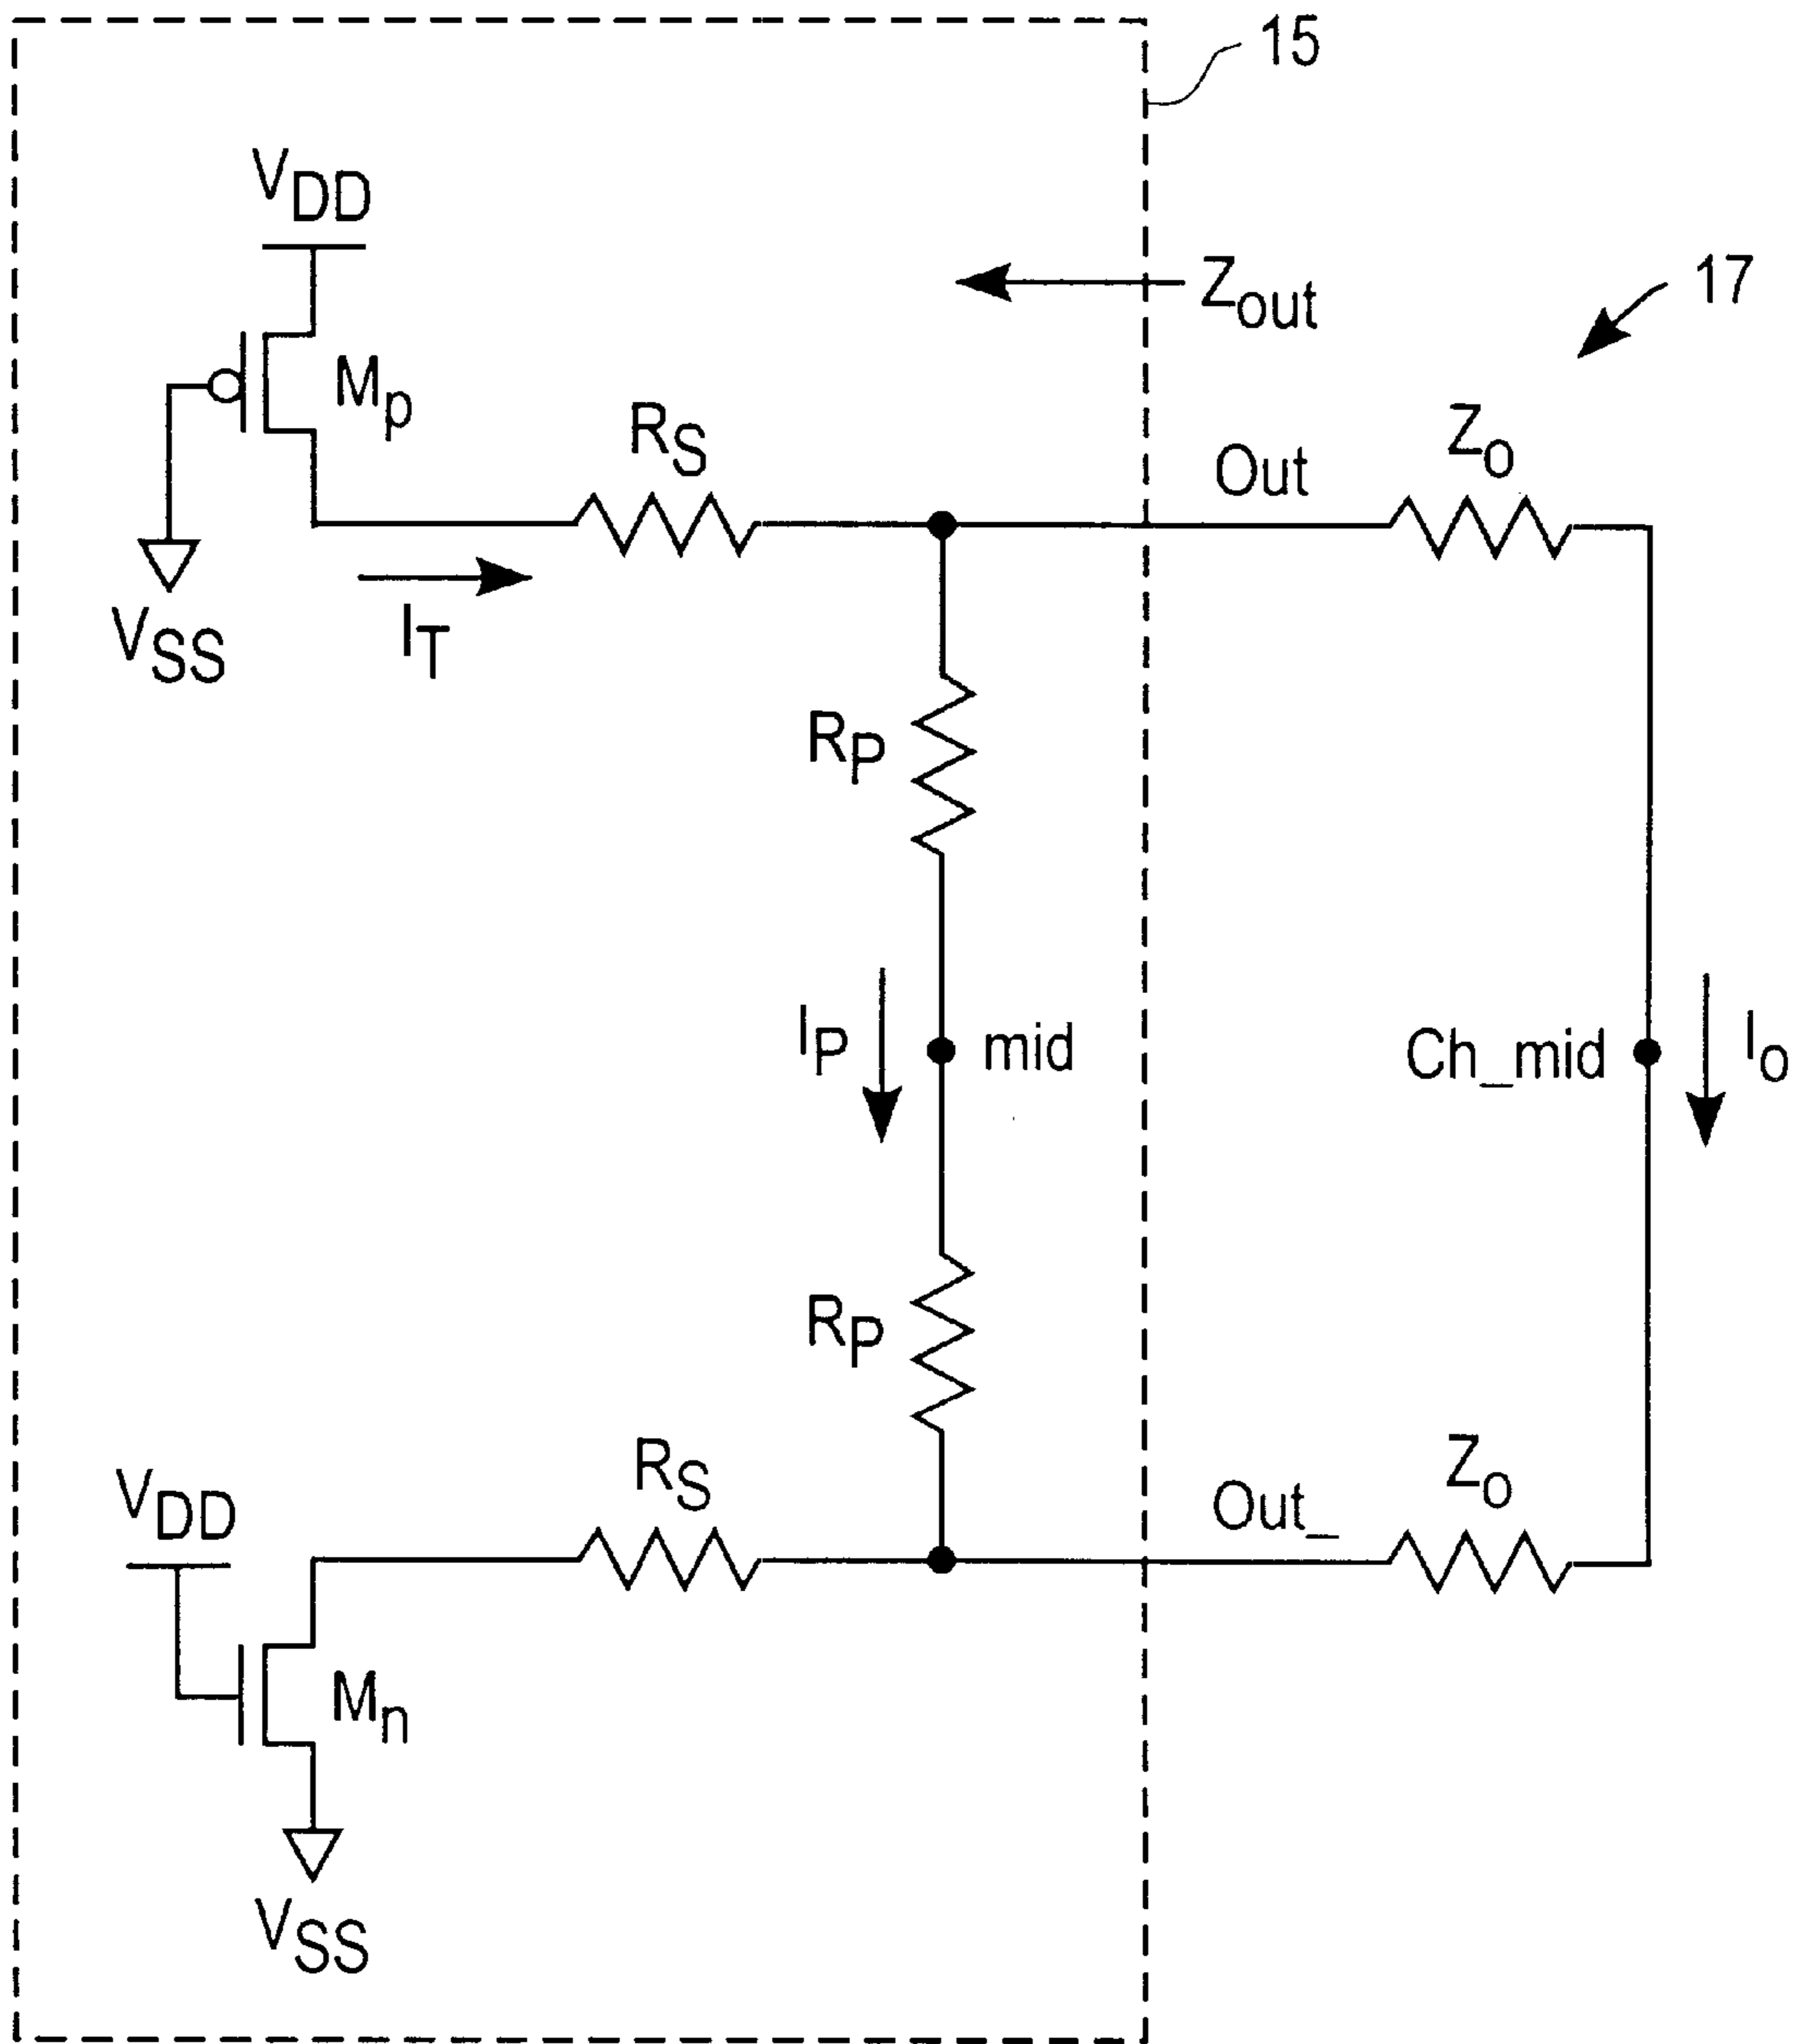 15
VDD
Zout
17
Mp
RS
Zo
Out
VSS
IT
RP
IP
mid
Ch_mid
Io
RP
RS
Zo
VDD
Out_
Mn
VSS